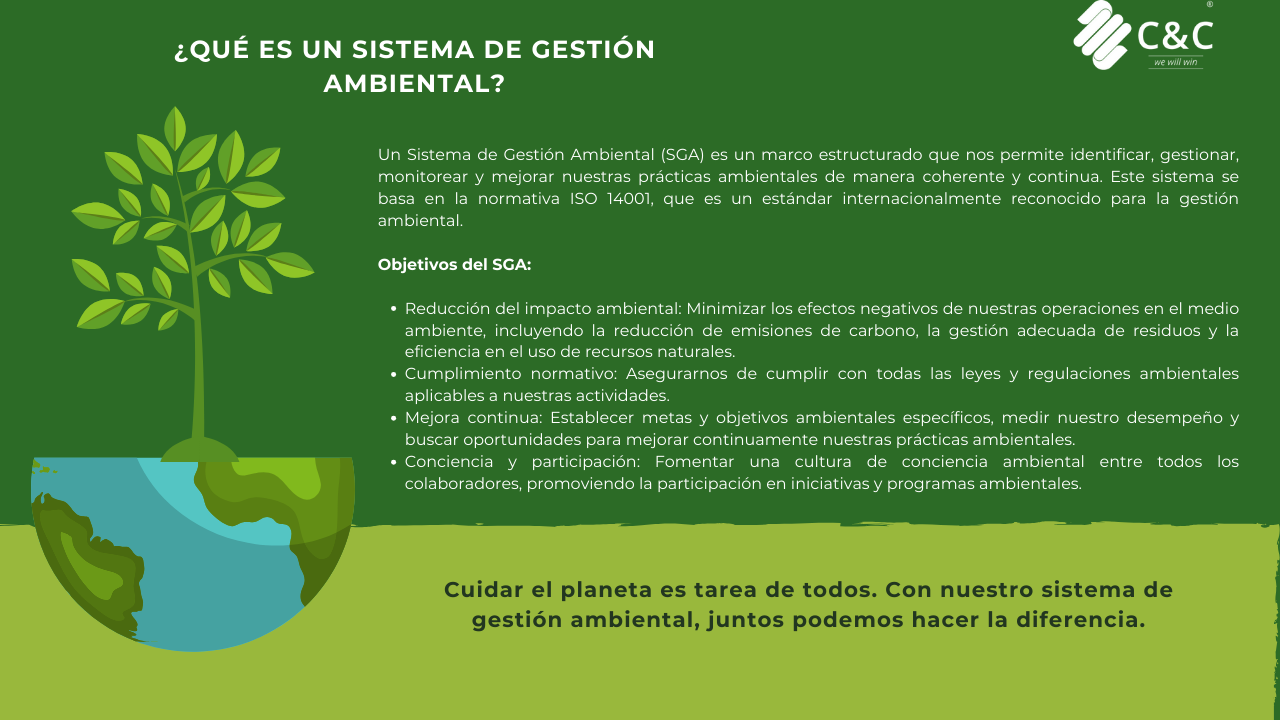 ¿QUÉ ES UN SISTEMA DE GESTIÓN
AMBIENTAL?
®
C&C
we will win
Un Sistema de Gestión Ambiental (SGA) es un marco estructurado que nos permite identificar, gestionar,
monitorear y mejorar nuestras prácticas ambientales de manera coherente y continua. Este sistema se
basa en la normativa ISO 14001, que es un estándar internacionalmente reconocido para la gestión
ambiental.
Objetivos del SGA:
• Reducción del impacto ambiental: Minimizar los efectos negativos de nuestras operaciones en el medio
ambiente, incluyendo la reducción de emisiones de carbono, la gestión adecuada de residuos y la
eficiencia en el uso de recursos naturales.
• Cumplimiento normativo: Asegurarnos de cumplir con todas las leyes y regulaciones ambientales
aplicables a nuestras actividades.
• Mejora continua: Establecer metas y objetivos ambientales específicos, medir nuestro desempeño y
buscar oportunidades para mejorar continuamente nuestras prácticas ambientales.
• Conciencia y participación: Fomentar una cultura de conciencia ambiental entre todos los
colaboradores, promoviendo la participación en iniciativas y programas ambientales.
Cuidar el planeta es tarea de todos. Con nuestro sistema de
gestión ambiental, juntos podemos hacer la diferencia.